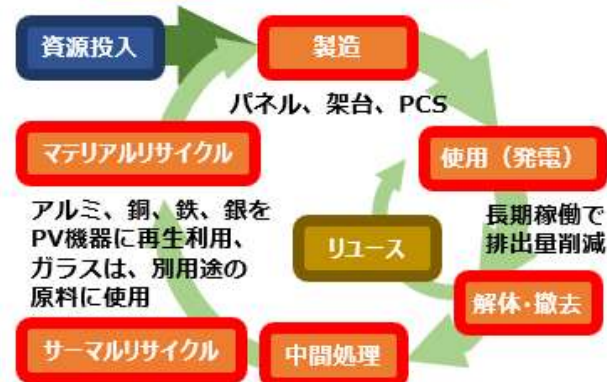 資源投入
製造
パネル、架台、PCS
マテリアルリサイクル
使用（発電）
アルミ、銅、鉄、銀を
PV機器に再生利用、
ガラスは、別用途の
原料に使用
リユース
長期稼働で
排出量削減
解体・撤去
サーマルリサイクル
中間処理